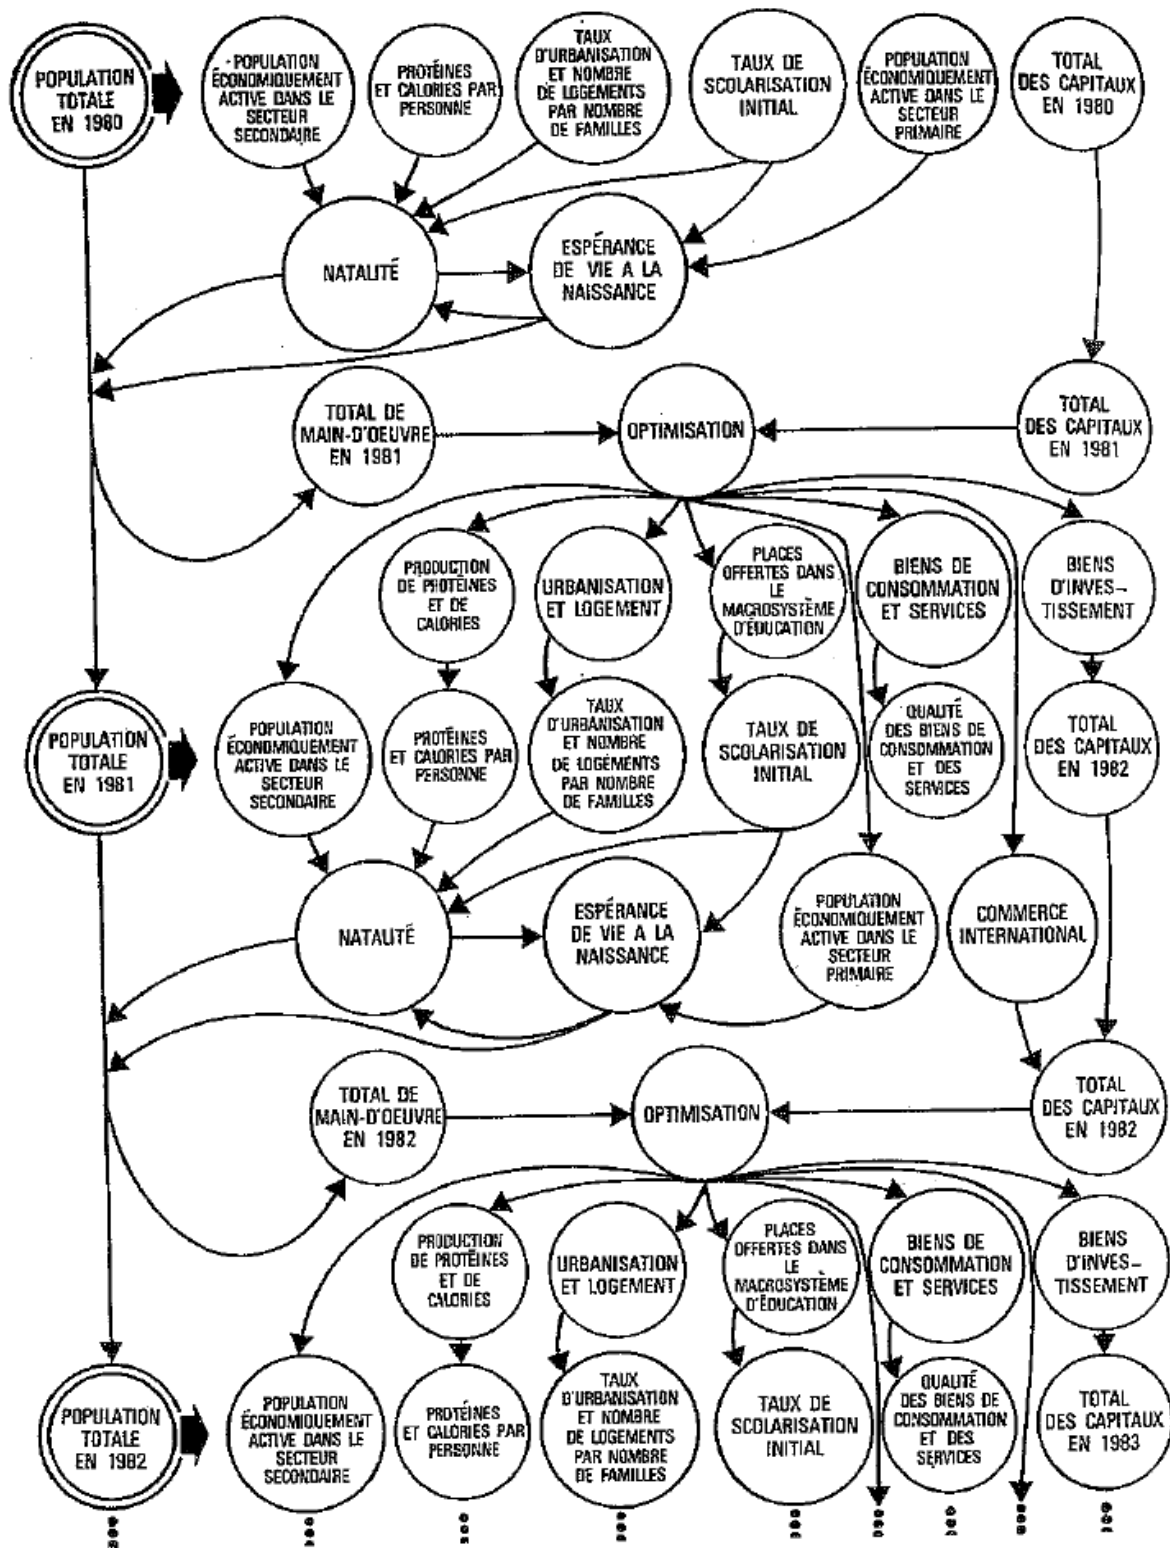 POPULATION
TOTALE
EN 1980
POPULATION
ÉCONOMIQUEMENT
ACTIVE DANS LE
SECTEUR
SECONDAIRE
PROTÉINES
ET CALORIES PAR
PERSONNE
TAUX
D'URBANISATION
ET NOMBRE
DE LOGEMENTS
PAR NOMBRE
DE FAMILLES
TAUX DE
SCOLARISATION
INITIAL
POPULATION
ÉCONOMIQUEMENT
ACTIVE DANS LE
SECTEUR
PRIMAIRE
TOTAL
DES CAPITAUX
EN 1980
NATALITÉ
ESPÉRANCE
DE VIE A LA
NAISSANCE
TOTAL DE
MAIN-D'OEUVRE
EN 1981
OPTIMISATION
TOTAL
DES CAPITAUX
EN 1981
PRODUCTION
DE PROTÉINES
ET DE
CALORIES
URBANISATION
ET LOGEMENT
PLACES
OFFERTES DANS
LE
MACROSYSTÈME
D'ÉDUCATION
BIENS DE
CONSOMMATION
ET SERVICES
BIENS
D'INVES-
TISSEMENT
POPULATION
TOTALE
EN 1981
POPULATION
ÉCONOMIQUEMENT
ACTIVE DANS LE
SECTEUR
SECONDAIRE
PROTÉINES
ET CALORIES PAR
PERSONNE
TAUX
D'URBANISATION
ET NOMBRE
DE LOGEMENTS
PAR NOMBRE
DE FAMILLES
TAUX DE
SCOLARISATION
INITIAL
QUALITÉ
DES BIENS DE
CONSOMMATION
ET DES
SERVICES
TOTAL
DES CAPITAUX
EN 1982
NATALITÉ
ESPÉRANCE
DE VIE A LA
NAISSANCE
POPULATION
ÉCONOMIQUEMENT
ACTIVE DANS LE
SECTEUR
PRIMAIRE
COMMERCE
INTERNATIONAL
TOTAL DE
MAIN-D'OEUVRE
EN 1982
OPTIMISATION
TOTAL
DES CAPITAUX
EN 1982
PRODUCTION
DE PROTÉINES
ET DE
CALORIES
URBANISATION
ET LOGEMENT
PLACES
OFFERTES DANS
LE
MACROSYSTÈME
D'ÉDUCATION
BIENS DE
CONSOMMATION
ET SERVICES
BIENS
D'INVES-
TISSEMENT
POPULATION
TOTALE
EN 1982
POPULATION
ÉCONOMIQUEMENT
ACTIVE DANS LE
SECTEUR
SECONDAIRE
PROTÉINES
ET CALORIES PAR
PERSONNE
TAUX
D'URBANISATION
ET NOMBRE
DE LOGEMENTS
PAR NOMBRE
DE FAMILLES
TAUX DE
SCOLARISATION
INITIAL
QUALITÉ
DES BIENS DE
CONSOMMATION
ET DES
SERVICES
TOTAL
DES CAPITAUX
EN 1983